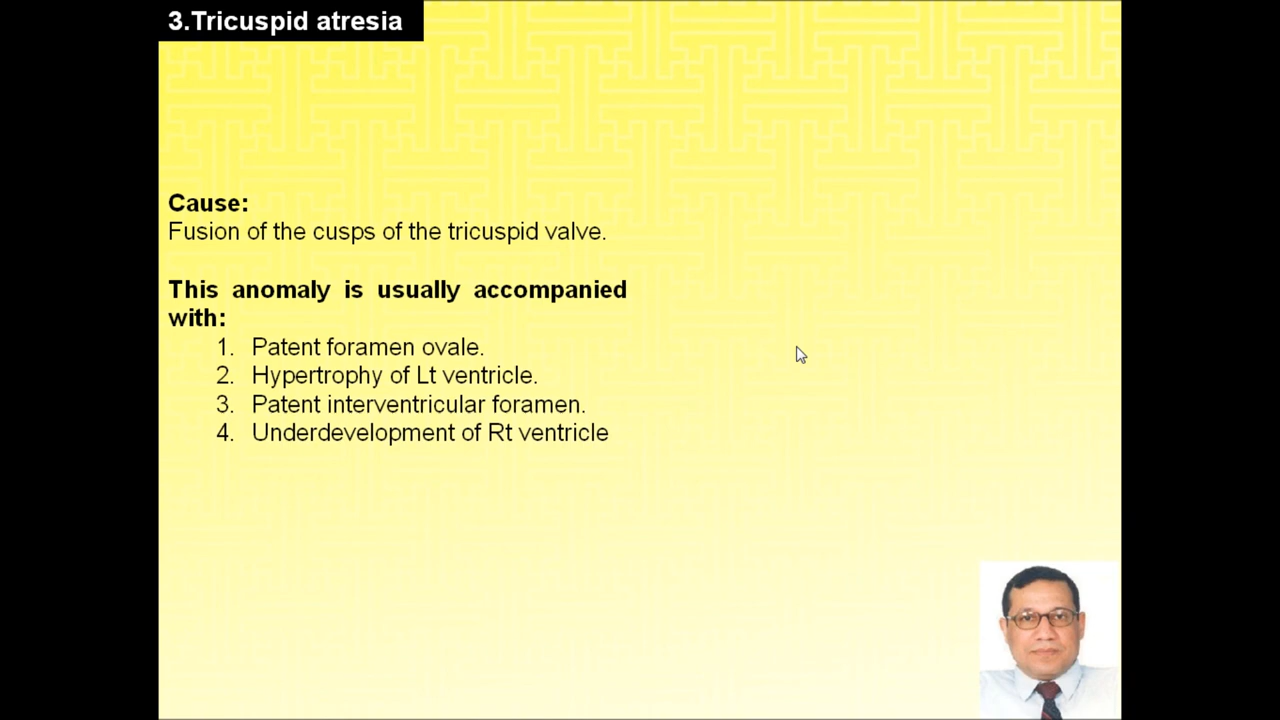 3.Tricuspid atresia
Cause:
Fusion of the cusps of the tricuspid valve.
This anomaly is usually accompanied
with:
1. Patent foramen ovale.
2. Hypertrophy of Lt ventricle.
3. Patent interventricular foramen.
4. Underdevelopment of Rt ventricle